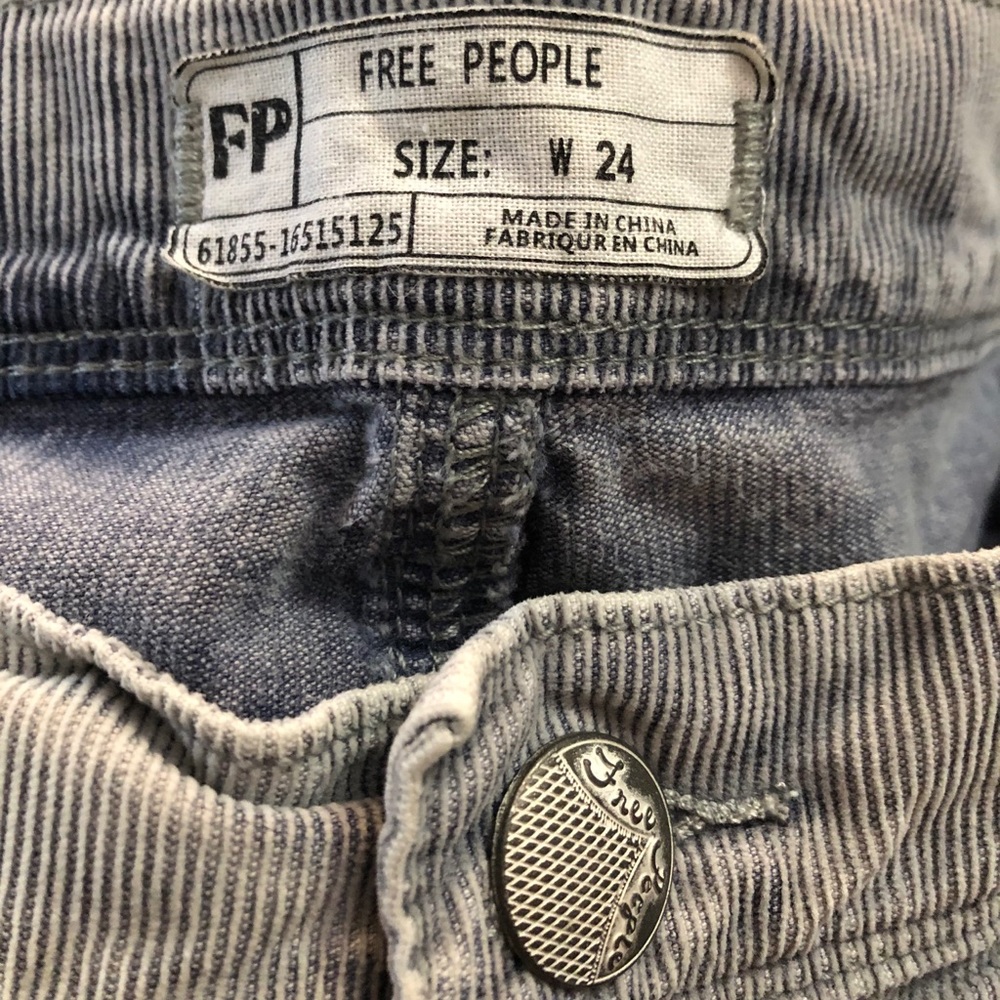 FP
FREE PEOPLE
SIZE: W 24
61855-16515125
MADE IN CHINA
FABRIQUR EN CHINA
Free
People